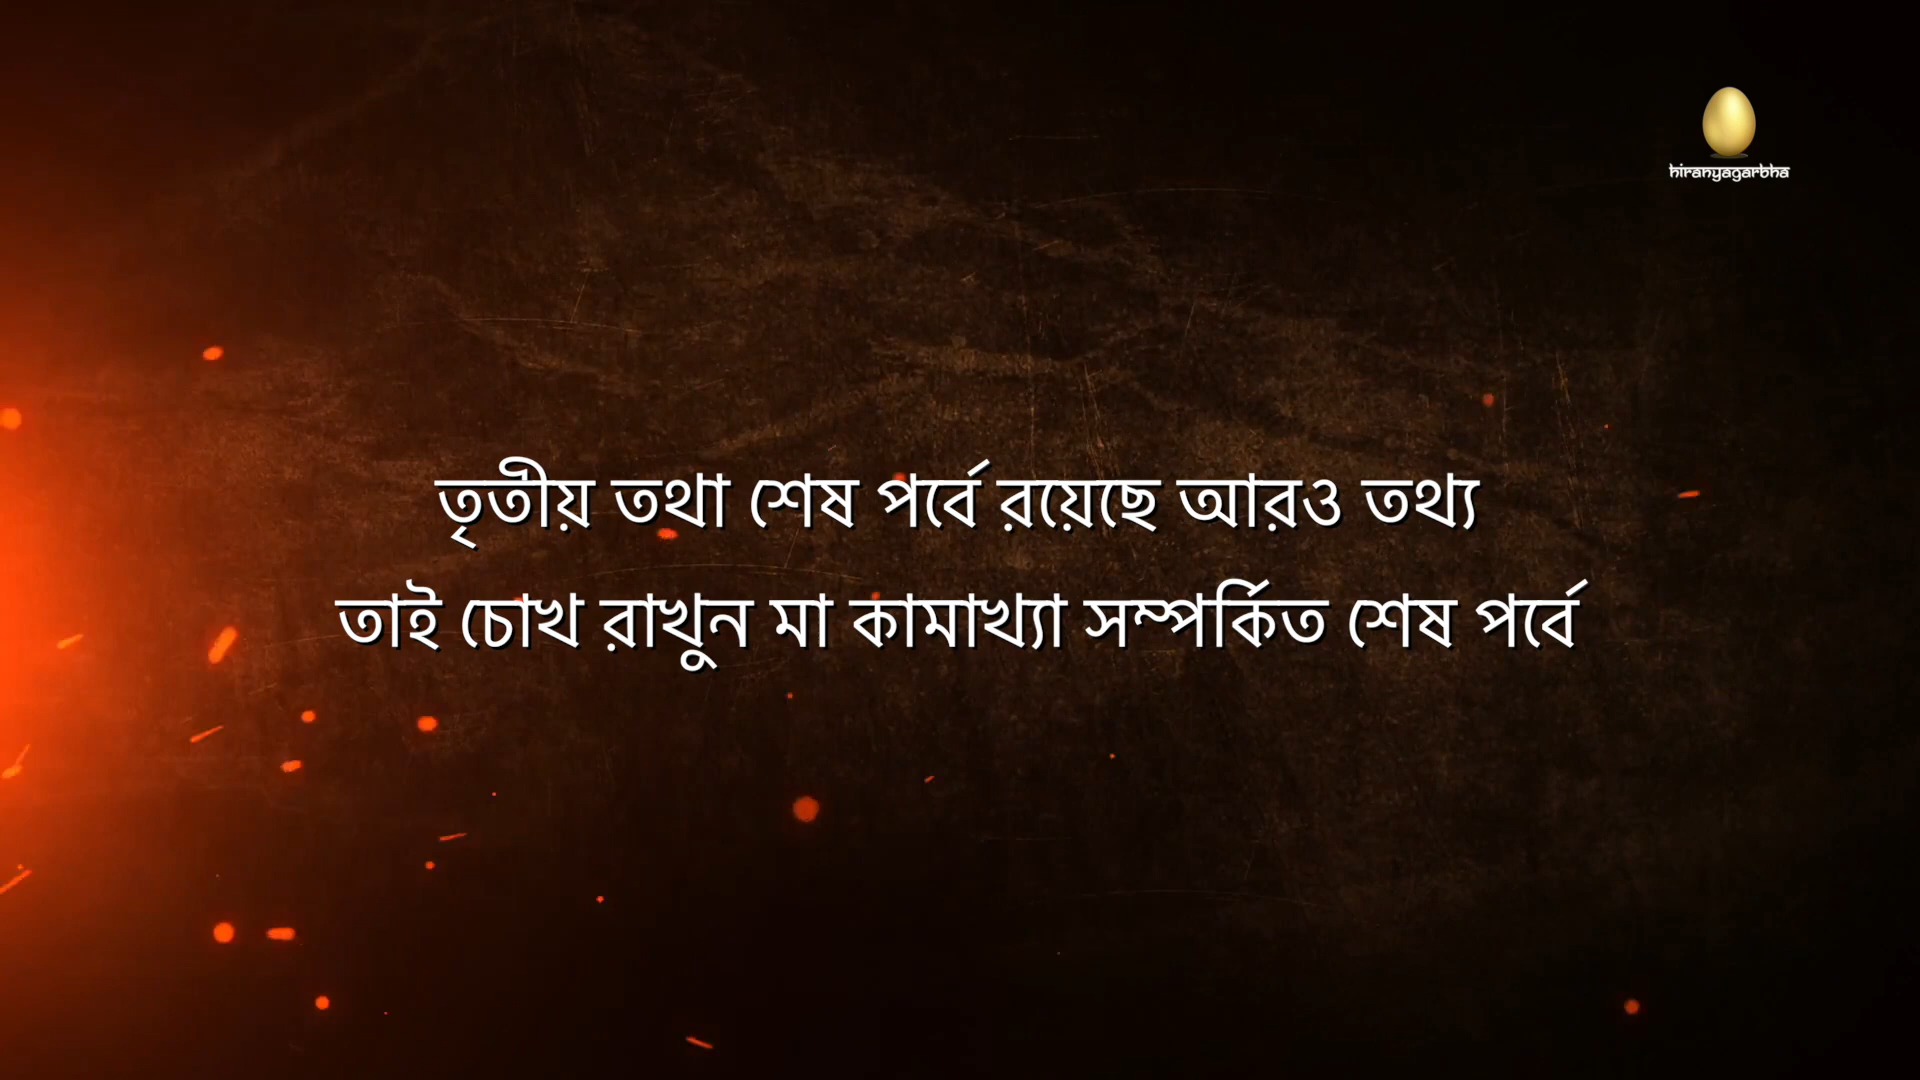 hiranyagarbha
তৃতীয় তথা শেষ পর্বে রয়েছে আরও তথ্য
তাই চোখ রাখুন মা কামাখ্যা সম্পর্কিত শেষ পর্বে